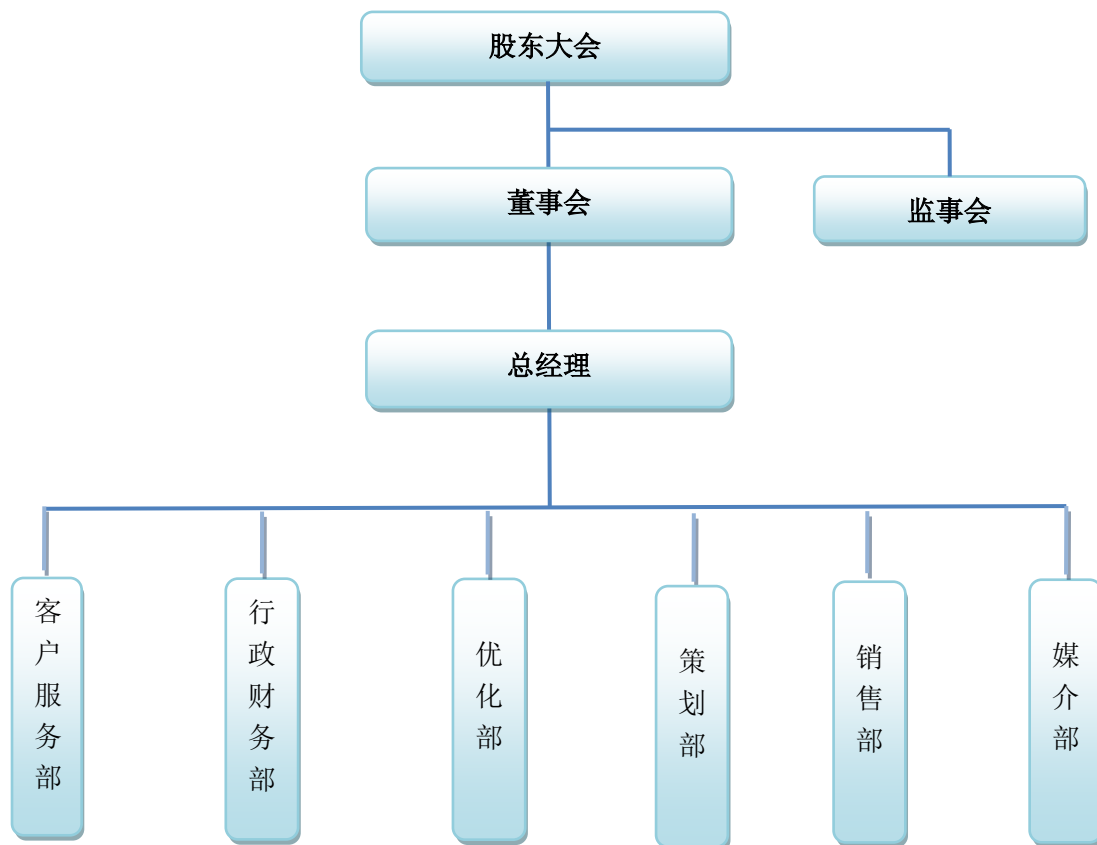 股东大会
董事会
监事会
总经理
客户服务部
行政财务部
优化部
策划部
销售部
媒介部